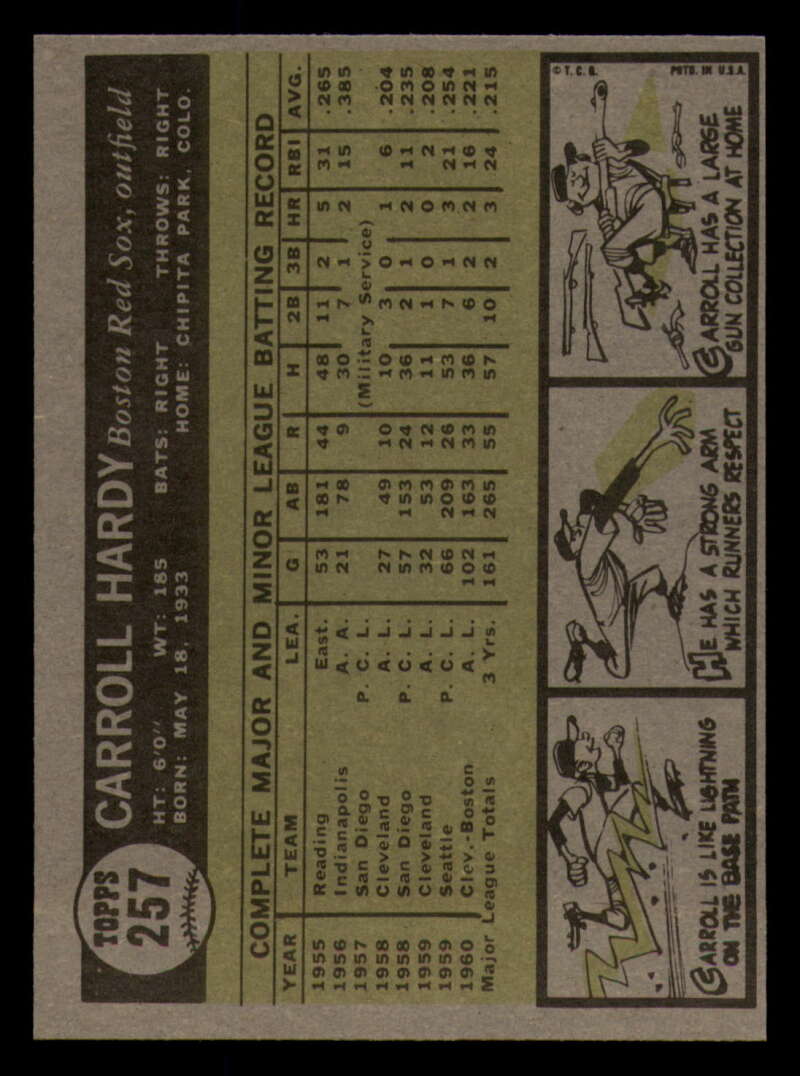 TOPPS
257
CARROLL HARDY Boston Red Sox, outfield
HT: 6'0" WT: 185 BATS: RIGHT THROWS: RIGHT
BORN: MAY 18, 1933 HOME: CHIPITA PARK, COLO.
COMPLETE MAJOR AND MINOR LEAGUE BATTING RECORD
YEAR TEAM LEA. G AB R H 2B 3B HR RBI AVG.
1955 Reading East. 53 181 44 48 11 2 5 31 .265
1956 Indianapolis A. A. 21 78 9 30 7 1 2 15 .385
1957 San Diego P. C. L. (Military Service)
1958 Cleveland A. L. 27 49 10 10 3 0 1 6 .204
1958 San Diego P. C. L. 57 153 24 36 2 1 2 11 .235
1959 Cleveland A. L. 32 53 12 11 1 0 0 2 .208
1959 Seattle P. C. L. 66 209 26 53 7 1 3 21 .254
1960 Clev.-Boston A. L. 102 163 33 36 6 2 2 16 .221
Major League Totals 3 Yrs. 161 265 55 57 10 2 3 24 .215
CARROLL IS LIKE LIGHTNING
ON THE BASE PATH
HE HAS A STRONG ARM
WHICH RUNNERS RESPECT
© T. C. G. PRTD. IN U.S.A.
CARROLL HAS A LARGE
GUN COLLECTION AT HOME